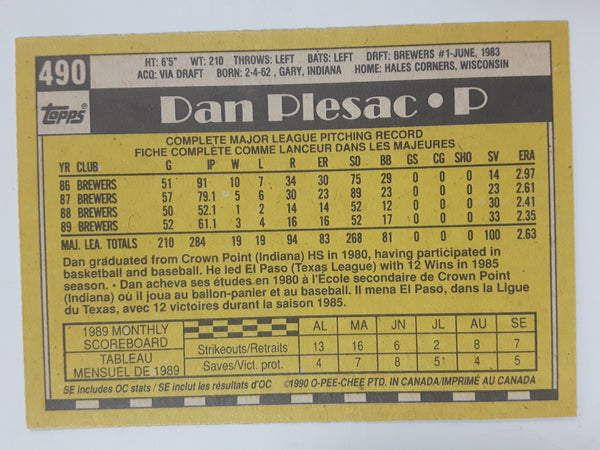 490
HT: 6'5" WT: 210 THROWS: LEFT BATS: LEFT DRFT: BREWERS #1-JUNE, 1983
ACQ: VIA DRAFT BORN: 2-4-62, GARY, INDIANA HOME: HALES CORNERS, WISCONSIN
TOPPS®
Dan Plesac • P
COMPLETE MAJOR LEAGUE PITCHING RECORD
FICHE COMPLÈTE COMME LANCEUR DANS LES MAJEURES
YR CLUB G IP W L R ER SO BB GS CG SHO SV ERA
86 BREWERS 51 91 10 7 34 30 75 29 0 0 0 14 2.97
87 BREWERS 57 79.1 5 6 30 23 89 23 0 0 0 23 2.61
88 BREWERS 50 52.1 1 2 14 14 52 12 0 0 0 30 2.41
89 BREWERS 52 61.1 3 4 16 16 52 17 0 0 0 33 2.35
MAJ. LEA. TOTALS 210 284 19 19 94 83 268 81 0 0 0 100 2.63
Dan graduated from Crown Point (Indiana) HS in 1980, having participated in
basketball and baseball. He led El Paso (Texas League) with 12 Wins in 1985
season. • Dan acheva ses études en 1980 à l'École secondaire de Crown Point
(Indiana) où il joua au ballon-panier et au baseball. Il mena El Paso, dans la Ligue
du Texas, avec 12 victoires durant la saison 1985.
1989 MONTHLY
SCOREBOARD
TABLEAU
MENSUEL DE 1989
AL MA JN JL AU SE
Strikeouts/Retraits 13 16 6 2 8 7
Saves/Vict. prot. 4 7 8 5 4 5
SE includes OC stats / SE inclut les résultats d'OC ©1990 O-PEE-CHEE PTD. IN CANADA/IMPRIMÉ AU CANADA